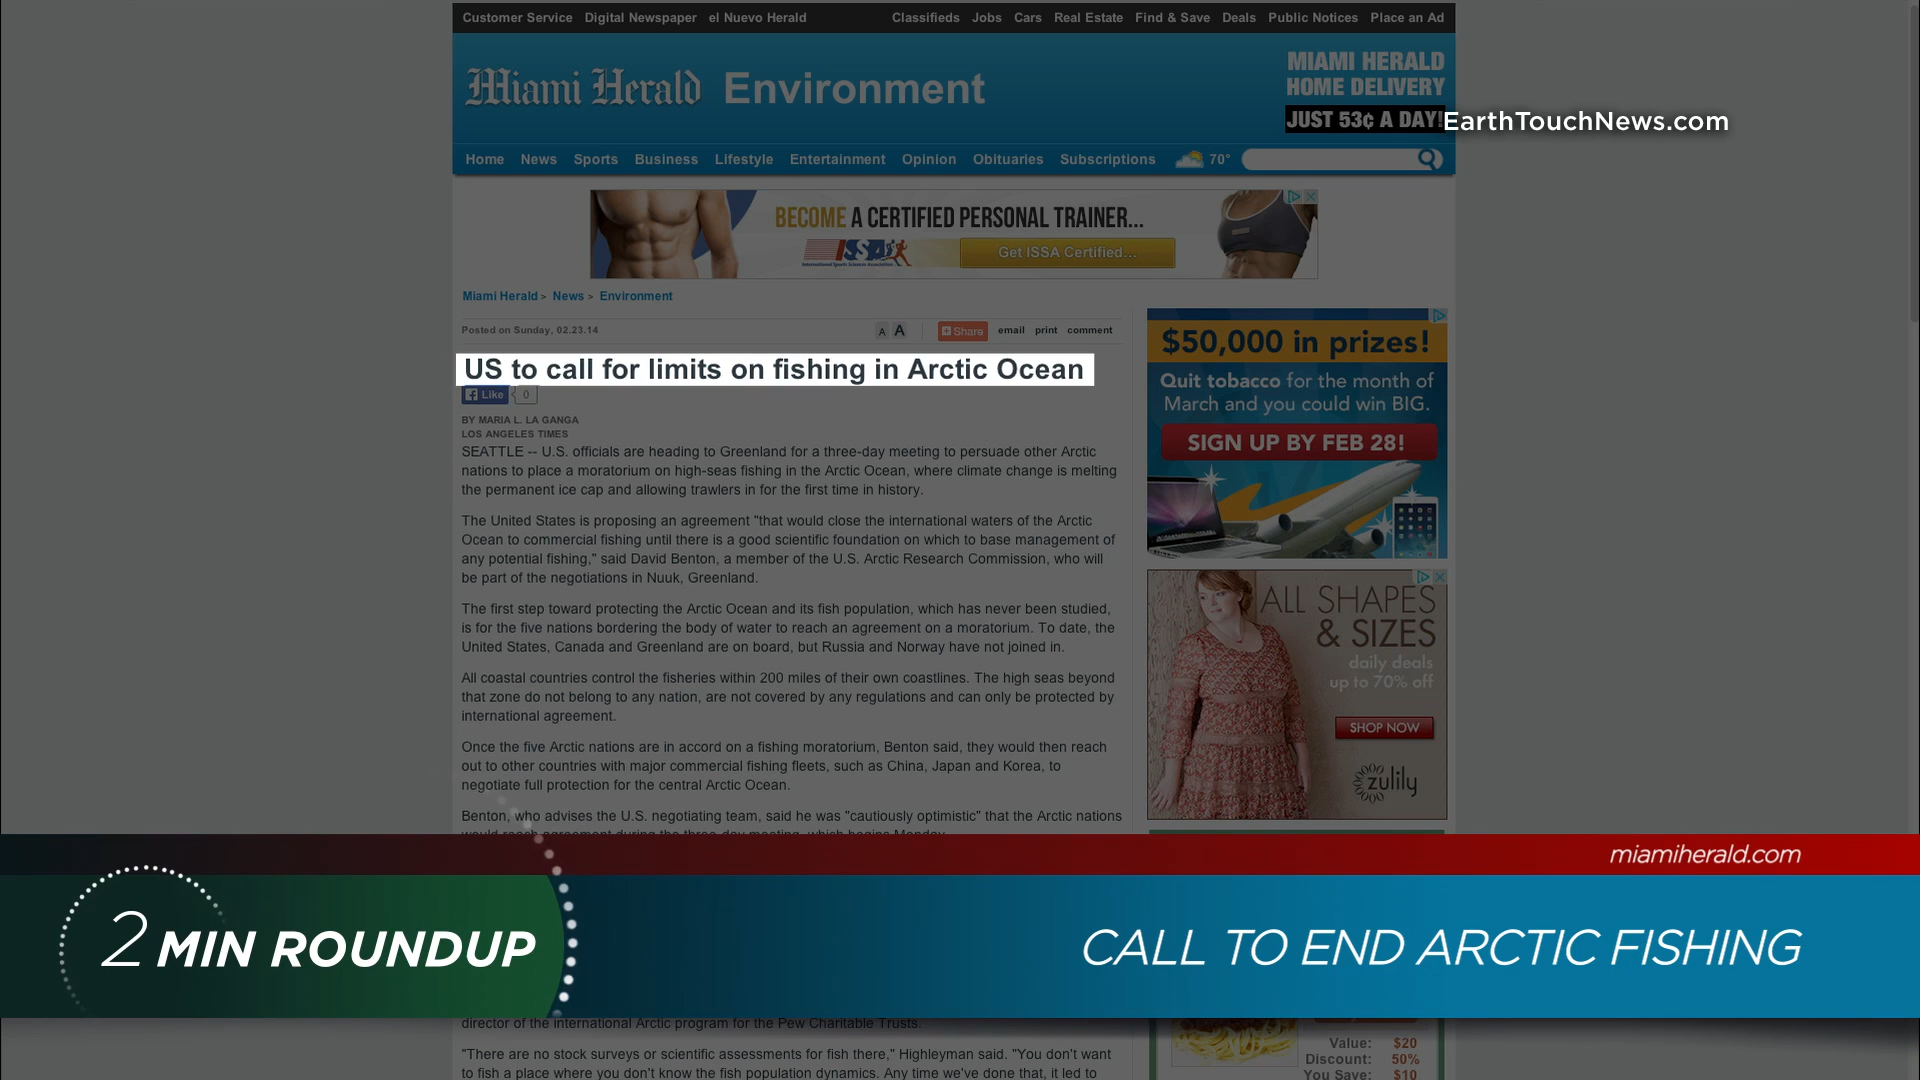 Customer Service Digital Newspaper el Nuevo Herald Classifieds Jobs Cars Real Estate Find & Save Deals Public Notices Place an Ad
Miami Herald Environment
MIAMI HERALD
HOME DELIVERY
JUST 53¢ A DAY!
EarthTouchNews.com
Home News Sports Business Lifestyle Entertainment Opinion Obituaries Subscriptions 70°
BECOME A CERTIFIED PERSONAL TRAINER...
ISSA
International Sports Sciences Association
Get ISSA Certified...
Miami Herald > News > Environment
Posted on Sunday, 02.23.14
A A Share email print comment
US to call for limits on fishing in Arctic Ocean
Like 0
BY MARIA L. LA GANGA
LOS ANGELES TIMES
SEATTLE -- U.S. officials are heading to Greenland for a three-day meeting to persuade other Arctic
nations to place a moratorium on high-seas fishing in the Arctic Ocean, where climate change is melting
the permanent ice cap and allowing trawlers in for the first time in history.
The United States is proposing an agreement "that would close the international waters of the Arctic
Ocean to commercial fishing until there is a good scientific foundation on which to base management of
any potential fishing," said David Benton, a member of the U.S. Arctic Research Commission, who will
be part of the negotiations in Nuuk, Greenland.
The first step toward protecting the Arctic Ocean and its fish population, which has never been studied,
is for the five nations bordering the body of water to reach an agreement on a moratorium. To date, the
United States, Canada and Greenland are on board, but Russia and Norway have not joined in.
All coastal countries control the fisheries within 200 miles of their own coastlines. The high seas beyond
that zone do not belong to any nation, are not covered by any regulations and can only be protected by
international agreement.
Once the five Arctic nations are in accord on a fishing moratorium, Benton said, they would then reach
out to other countries with major commercial fishing fleets, such as China, Japan and Korea, to
negotiate full protection for the central Arctic Ocean.
Benton, who advises the U.S. negotiating team, said he was "cautiously optimistic" that the Arctic nations
would reach agreement during the three-day meeting, which begins Monday.
$50,000 in prizes!
Quit tobacco for the month of
March and you could win BIG.
SIGN UP BY FEB 28!
ALL SHAPES
& SIZES
daily deals
up to 70% off
SHOP NOW
zulily
miamiherald.com
2 MIN ROUNDUP
CALL TO END ARCTIC FISHING
director of the international Arctic program for the Pew Charitable Trusts.
"There are no stock surveys or scientific assessments for fish there," Highleyman said. "You don't want
to fish a place where you don't know the fish population dynamics. Any time we've done that, it led to
Value: $20
Discount: 50%
You Save: $10